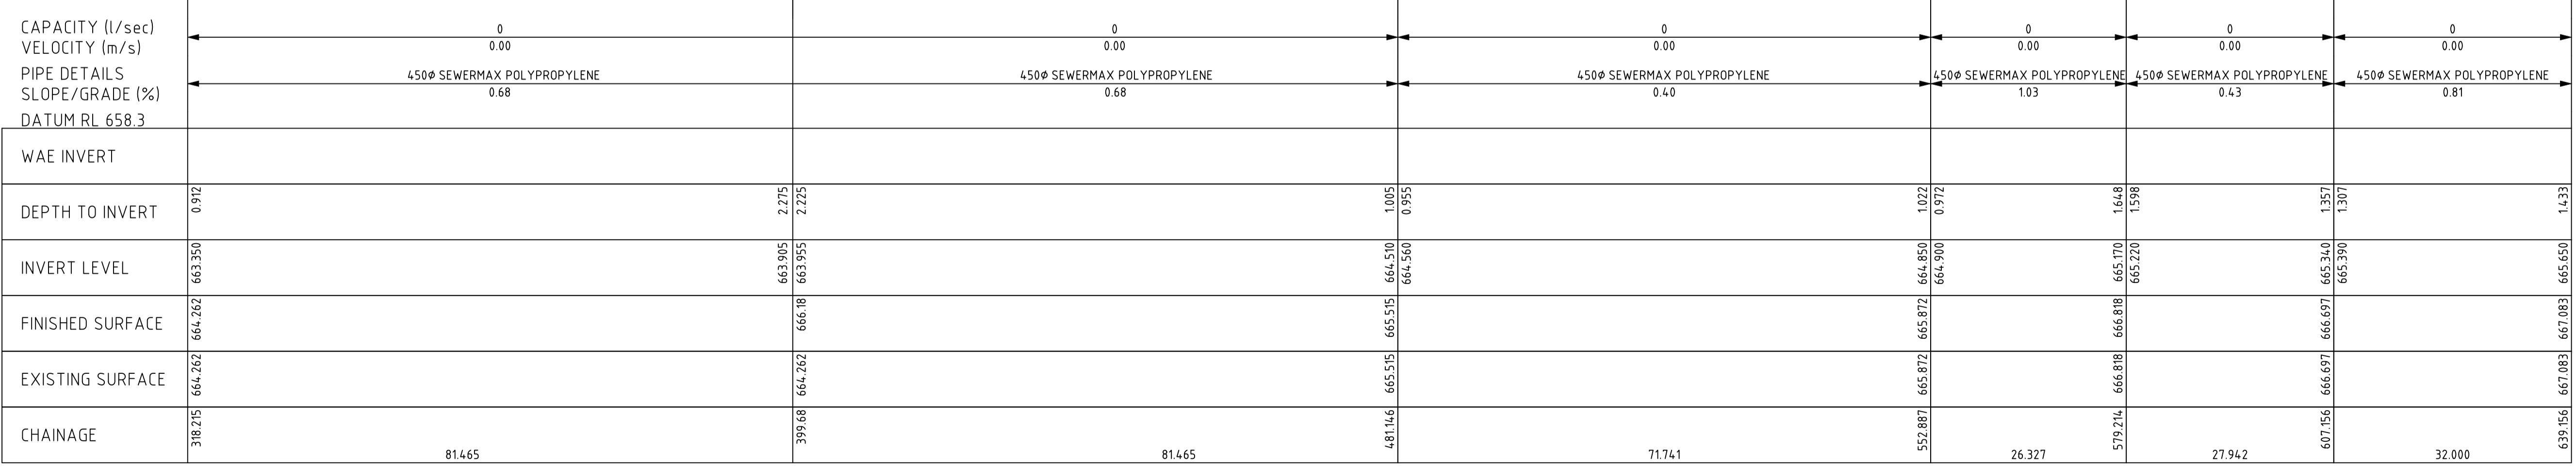 CAPACITY (l/sec) 0 0 0 0 0 0
VELOCITY (m/s) 0.00 0.00 0.00 0.00 0.00 0.00
PIPE DETAILS 450ø SEWERMAX POLYPROPYLENE 450ø SEWERMAX POLYPROPYLENE 450ø SEWERMAX POLYPROPYLENE 450ø SEWERMAX POLYPROPYLENE 450ø SEWERMAX POLYPROPYLENE 450ø SEWERMAX POLYPROPYLENE
SLOPE/GRADE (%) 0.68 0.68 0.40 1.03 0.43 0.81
DATUM RL 658.3
WAE INVERT
DEPTH TO INVERT 0.912 2.275 2.225 1.005 0.955 1.022 0.972 1.648 1.598 1.357 1.307 1.433
INVERT LEVEL 663.350 663.905 663.955 664.510 664.560 664.850 664.900 665.170 665.220 665.340 665.390 665.650
FINISHED SURFACE 664.262 666.18 665.515 665.872 666.818 666.697 667.083
EXISTING SURFACE 664.262 664.262 665.515 665.872 666.818 666.697 667.083
CHAINAGE 318.215 399.68 481.146 552.887 579.214 607.156 639.156
81.465 81.465 71.741 26.327 27.942 32.000